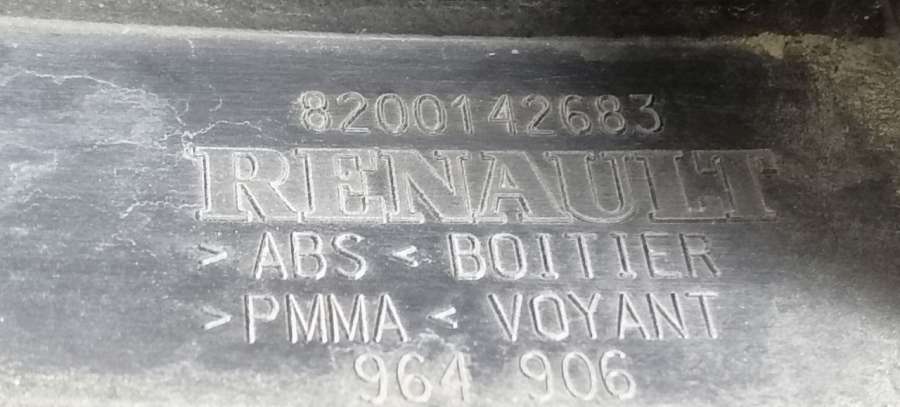 8200142683
RENAULT
>ABS< BOITIER
>PMMA< VOYANT
964 906